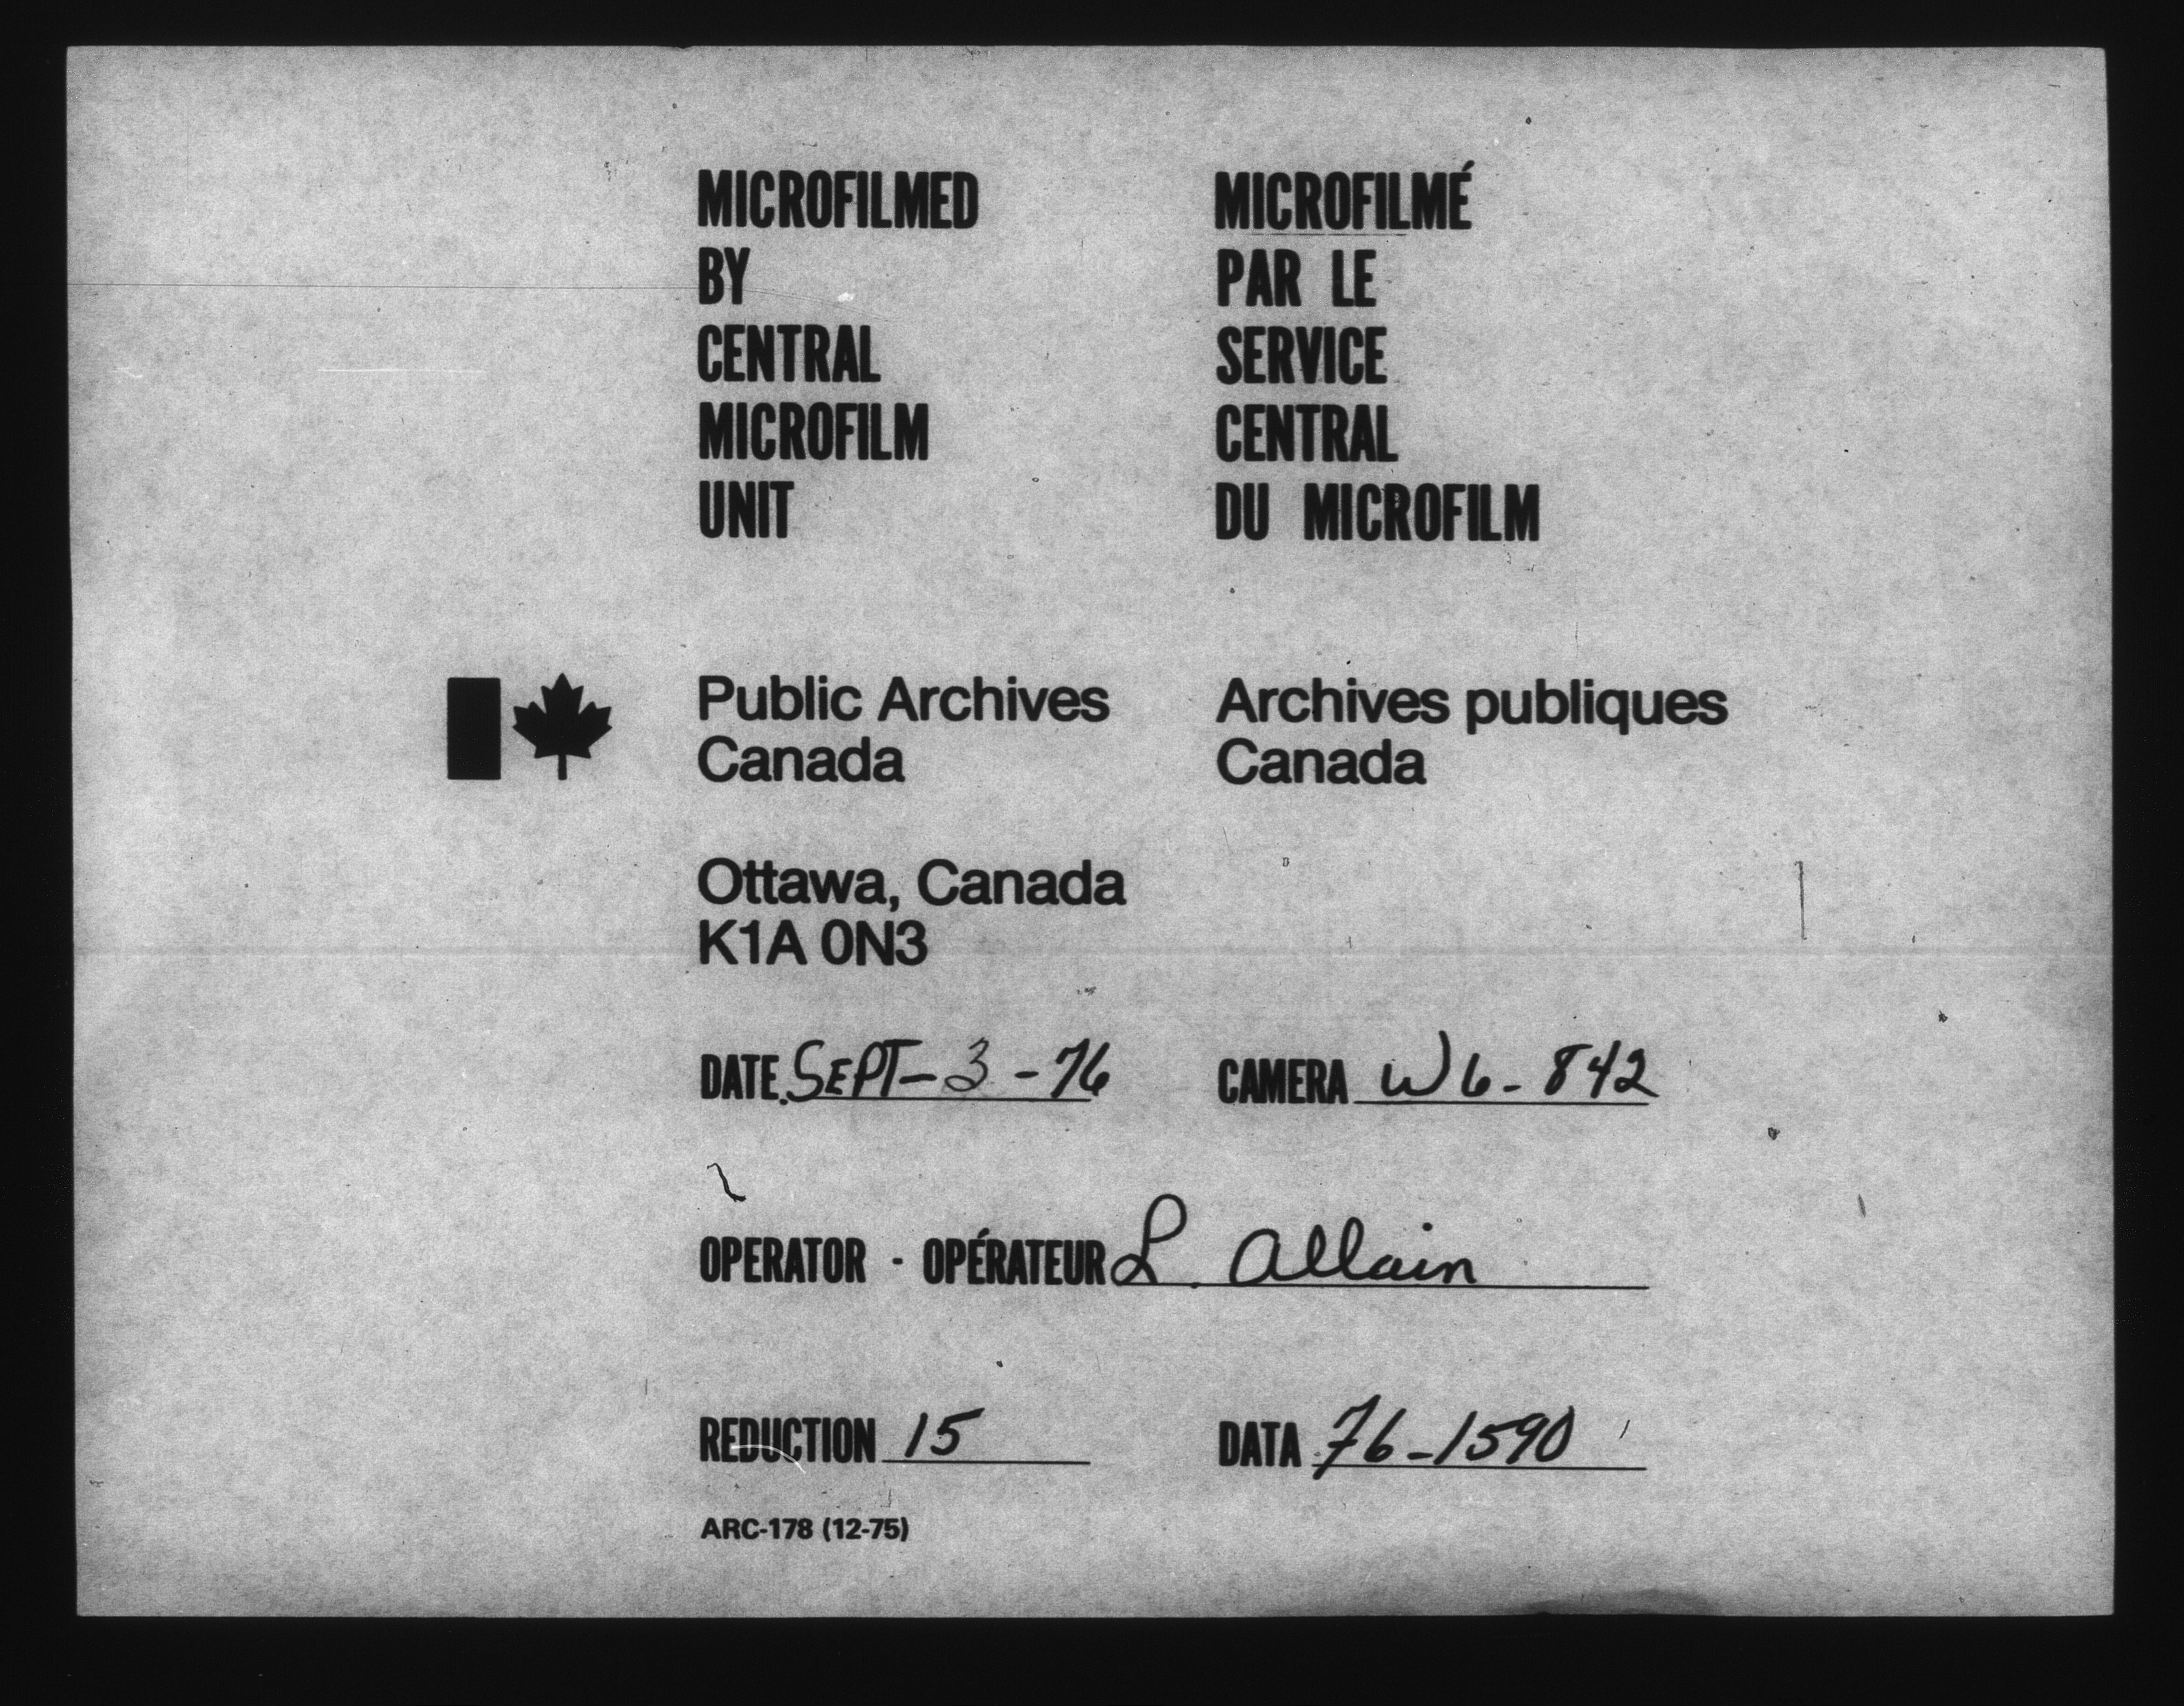 MICROFILMED
BY
CENTRAL
MICROFILM
UNIT
MICROFILMÉ
PAR LE
SERVICE
CENTRAL
DU MICROFILM
Public Archives
Canada
Archives publiques
Canada
Ottawa, Canada
K1A 0N3
DATE SEPT-3-76
CAMERA W6-842
OPERATOR - OPÉRATEUR L. Allain
REDUCTION 15
DATA 76-1590
ARC-178 (12-75)